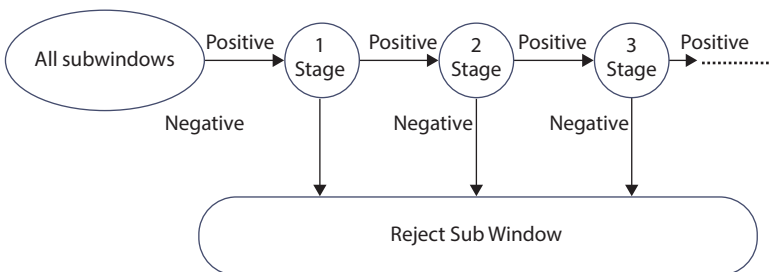 All subwindows
Positive
1
Stage
Positive
2
Stage
Positive
3
Stage
Positive
Negative
Negative
Negative
Reject Sub Window